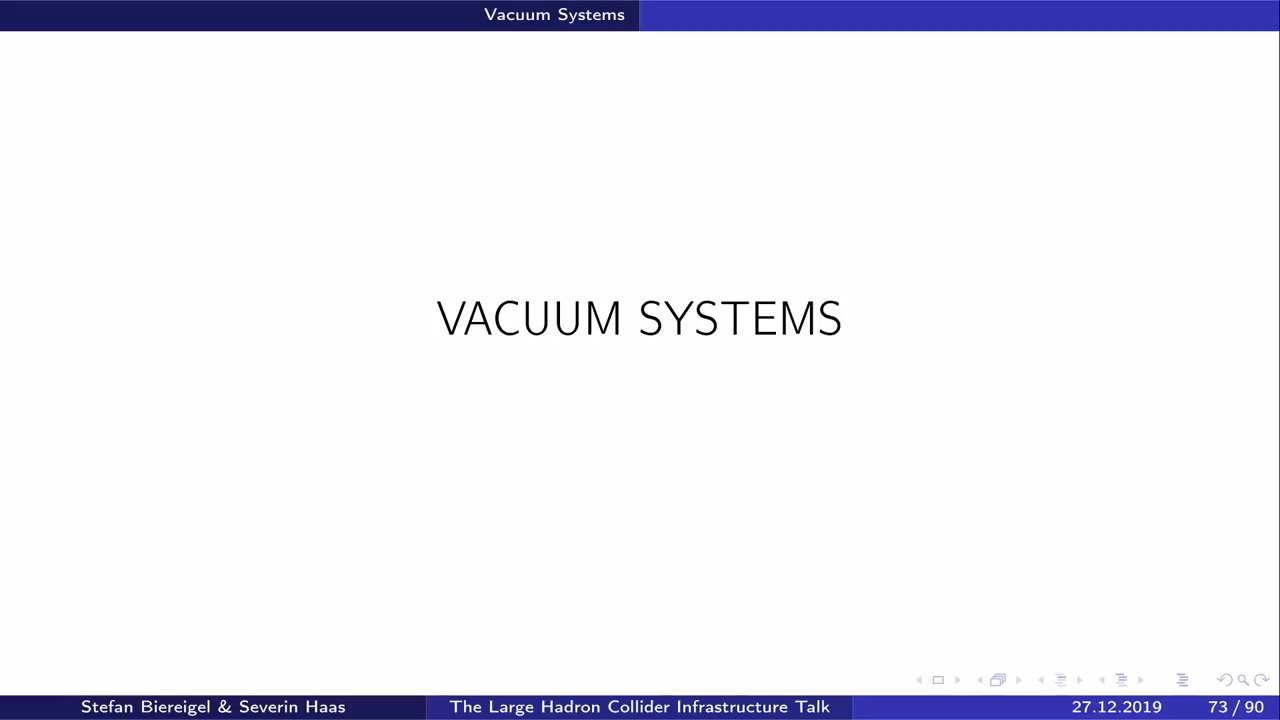 Vacuum Systems
VACUUM SYSTEMS
Stefan Biereigel & Severin Haas
The Large Hadron Collider Infrastructure Talk
27.12.2019
73 / 90